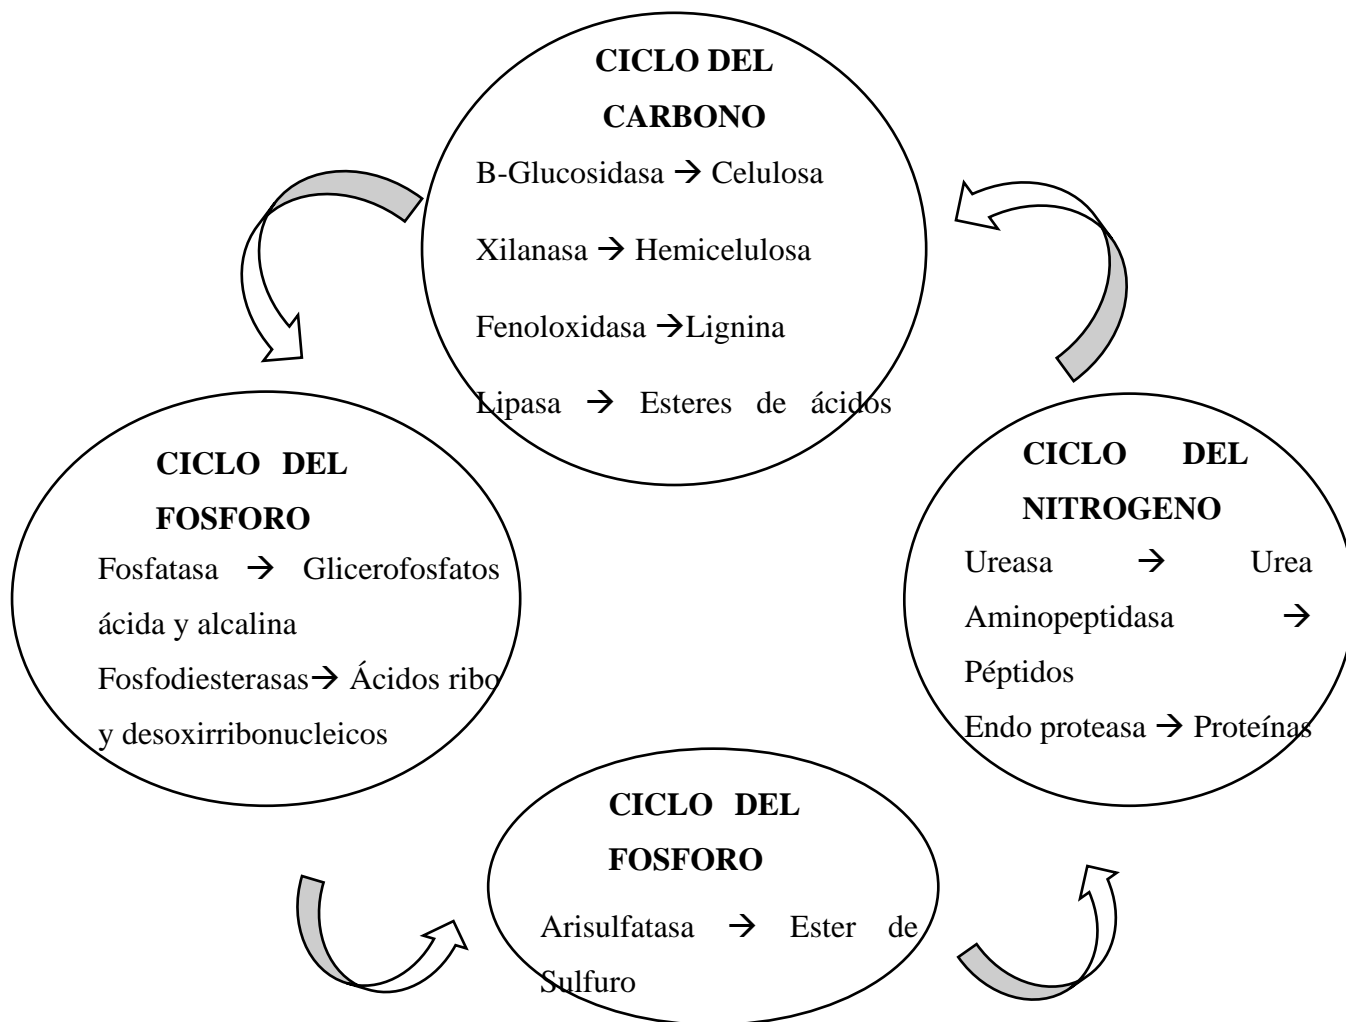 CICLO DEL
CARBONO
B-Glucosidasa → Celulosa
Xilanasa → Hemicelulosa
Fenoloxidasa →Lignina
Lipasa → Esteres de ácidos
CICLO DEL
FOSFORO
Fosfatasa → Glicerofosfatos
ácida y alcalina
Fosfodiesterasas→ Ácidos ribo
y desoxirribonucleicos
CICLO DEL
NITROGENO
Ureasa → Urea
Aminopeptidasa →
Péptidos
Endo proteasa → Proteínas
CICLO DEL
FOSFORO
Arisulfatasa → Ester de
Sulfuro